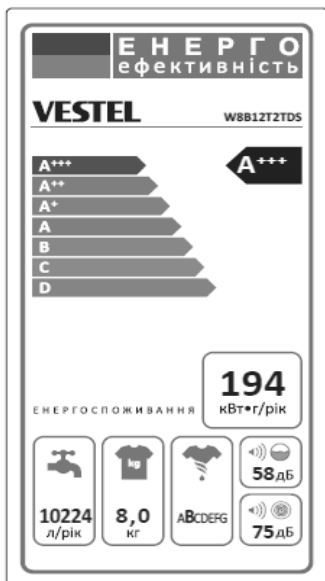 ЕНЕРГО
ефективність
VESTEL W8B12T2TDS
A+++ A+++
A++
A+
A
B
C
D
194
кВт•г/рік
ЕНЕРГОСПОЖИВАННЯ
kg
58дБ
10224
л/рік
8,0
кг
ABCDEFG
75дБ